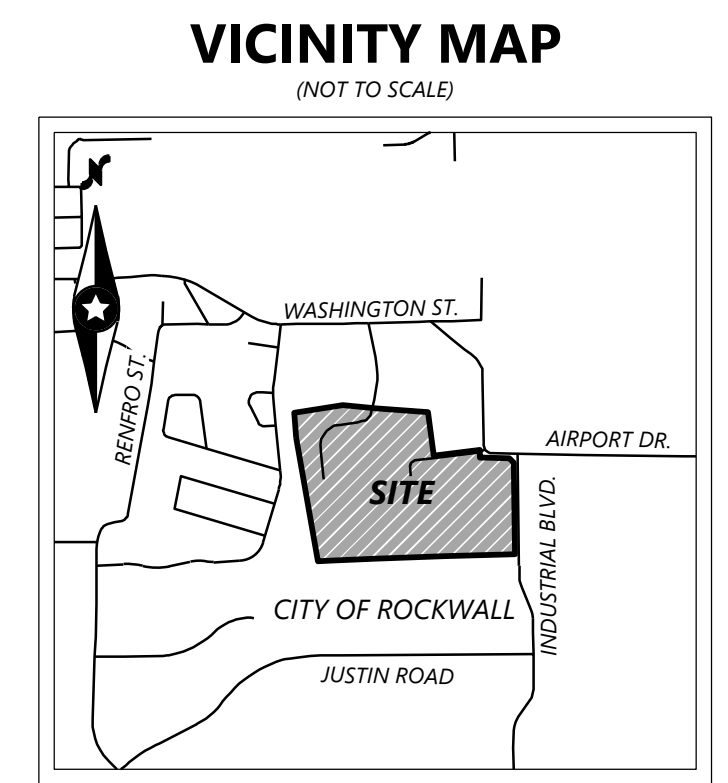 VICINITY MAP
(NOT TO SCALE)
N
WASHINGTON ST.
RENFRO ST.
AIRPORT DR.
SITE
INDUSTRIAL BLVD.
CITY OF ROCKWALL
JUSTIN ROAD